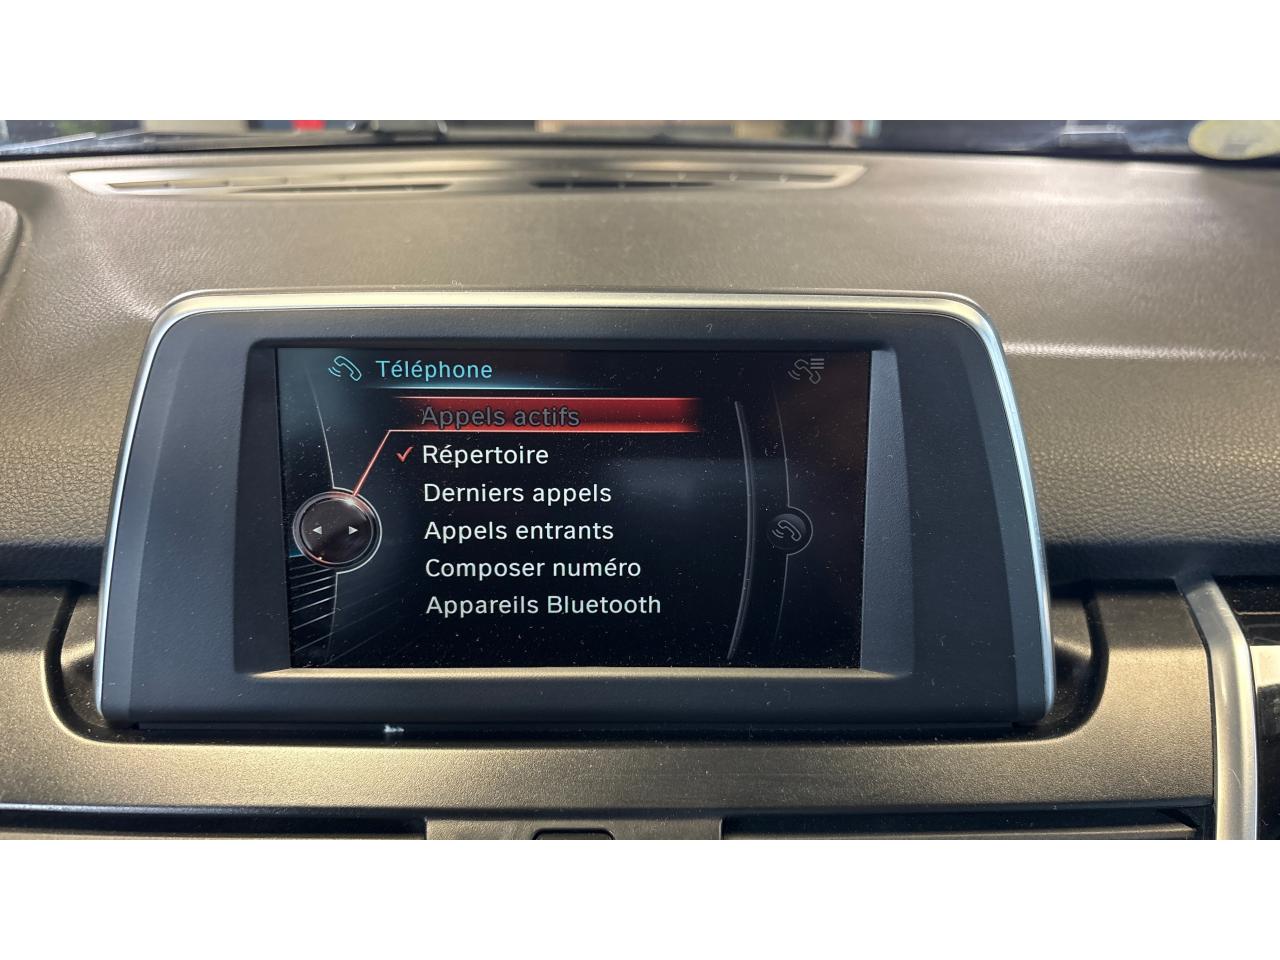 Téléphone
Appels actifs
Répertoire
Derniers appels
Appels entrants
Composer numéro
Appareils Bluetooth